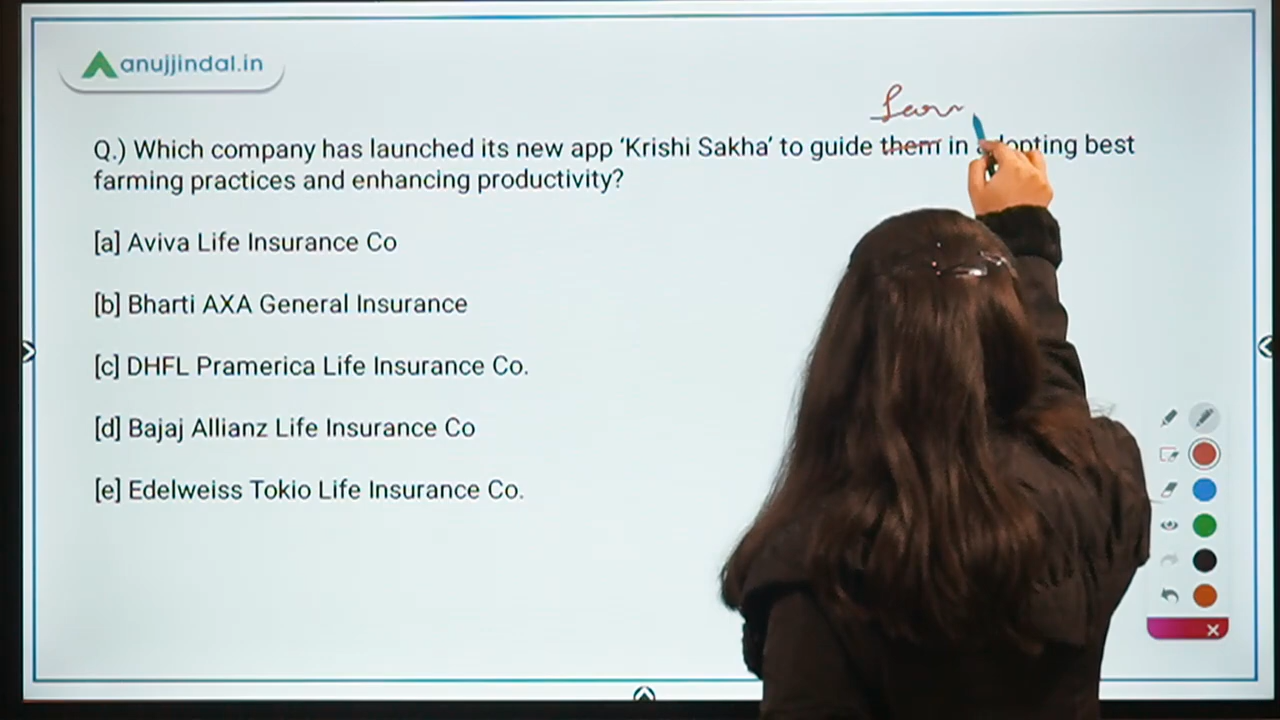 anujjindal.in
Q.) Which company has launched its new app ‘Krishi Sakha’ to guide them in adopting best
farming practices and enhancing productivity?
[a] Aviva Life Insurance Co
[b] Bharti AXA General Insurance
[c] DHFL Pramerica Life Insurance Co.
[d] Bajaj Allianz Life Insurance Co
[e] Edelweiss Tokio Life Insurance Co.